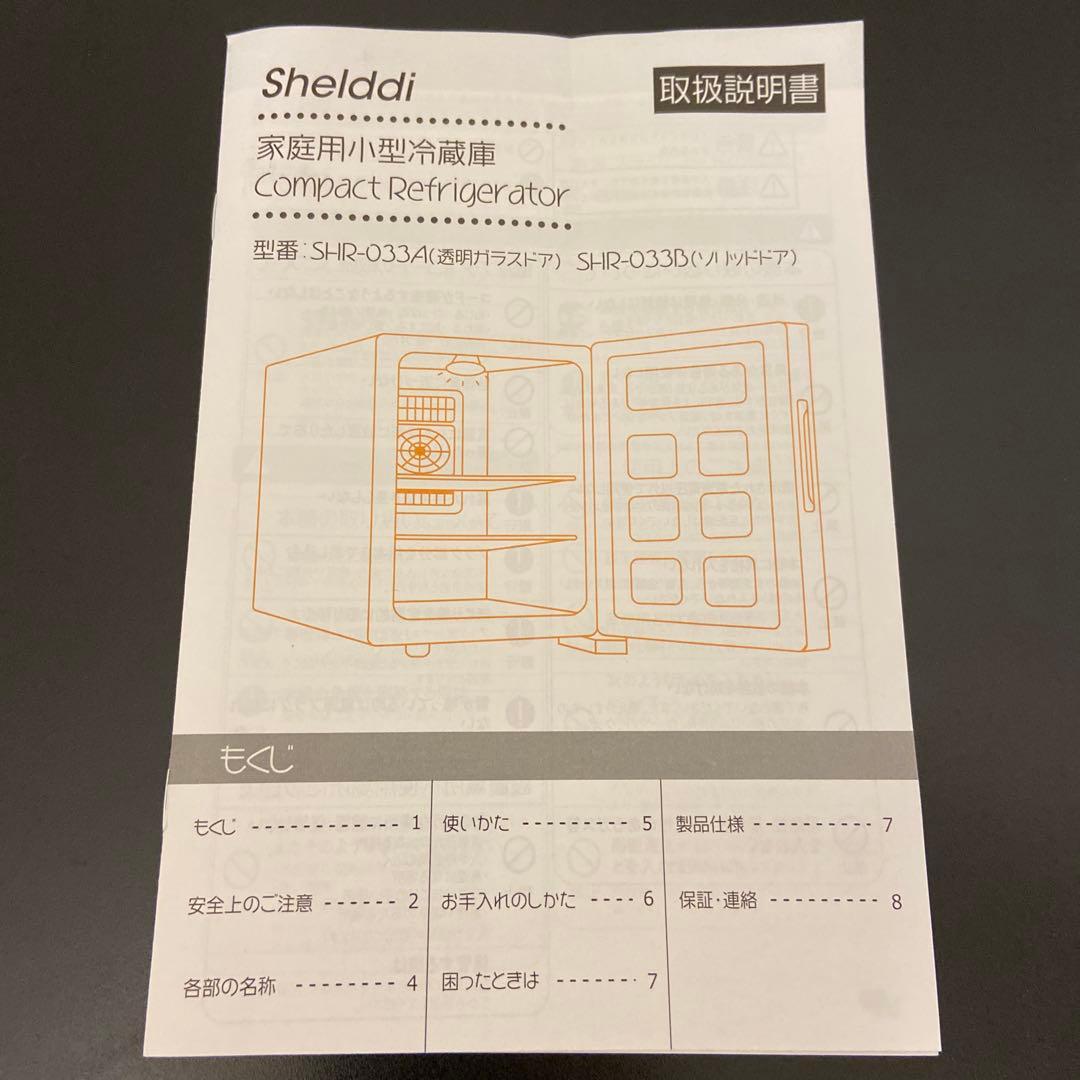 Shelddi
取扱説明書
家庭用小型冷蔵庫
Compact Refrigerator
型番:SHR-033A(透明ガラスドア) SHR-033B(ソリッドドア)
もくじ
もくじ ------------ 1
安全上のご注意 ------ 2
各部の名称 -------- 4
使いかた --------- 5
お手入れのしかた ---- 6
困ったときは ------- 7
製品仕様 ---------- 7
保証・連絡 --------- 8